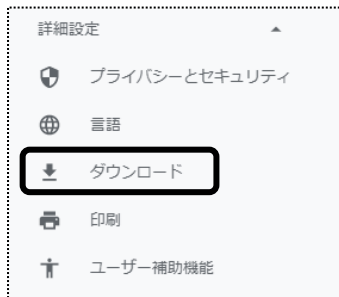 詳細設定
プライバシーとセキュリティ
言語
ダウンロード
印刷
ユーザー補助機能